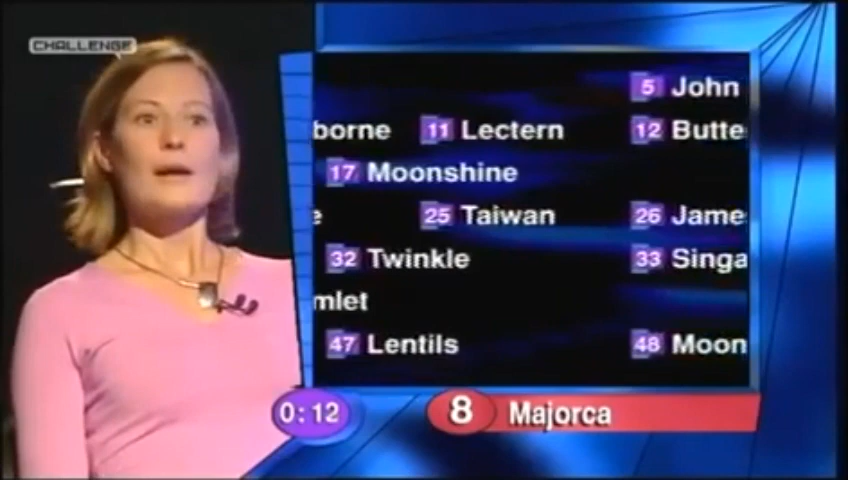 CHALLENGE
5 John
borne 11 Lectern 12 Butte
17 Moonshine
e 25 Taiwan 26 Jame
32 Twinkle 33 Singa
mlet
47 Lentils 48 Moon
0:12 8 Majorca